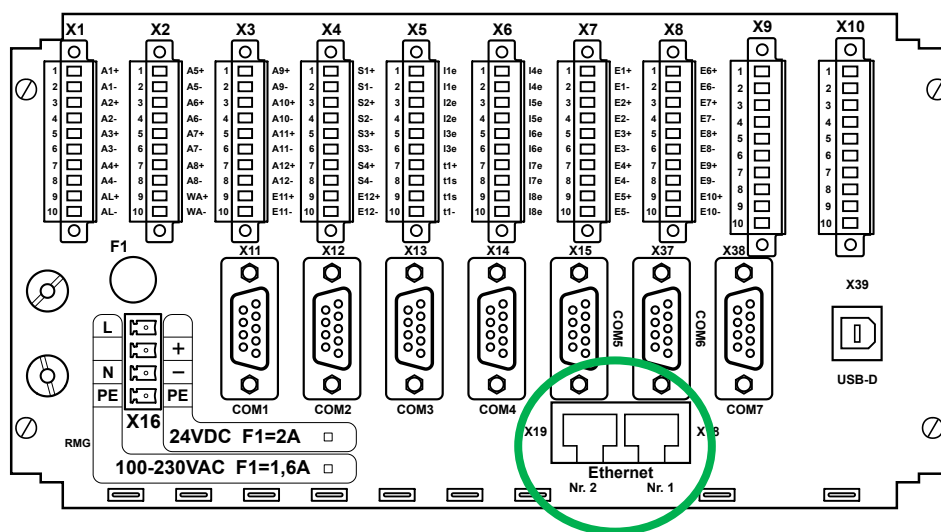 X1 X2 X3 X4 X5 X6 X7 X8 X9 X10
1 A1+ 1 A5+ 1 A9+ 1 S1+ 1 I1e 1 I4e 1 E1+ 1 E6+ 1 1
2 A1- 2 A5- 2 A9- 2 S1- 2 I1e 2 I4e 2 E1- 2 E6- 2 2
3 A2+ 3 A6+ 3 A10+ 3 S2+ 3 I2e 3 I5e 3 E2+ 3 E7+ 3 3
4 A2- 4 A6- 4 A10- 4 S2- 4 I2e 4 I5e 4 E2- 4 E7- 4 4
5 A3+ 5 A7+ 5 A11+ 5 S3+ 5 I3e 5 I6e 5 E3+ 5 E8+ 5 5
6 A3- 6 A7- 6 A11- 6 S3- 6 I3e 6 I6e 6 E3- 6 E8- 6 6
7 A4+ 7 A8+ 7 A12+ 7 S4+ 7 t1+ 7 I7e 7 E4+ 7 E9+ 7 7
8 A4- 8 A8- 8 A12- 8 S4- 8 t1s 8 I7e 8 E4- 8 E9- 8 8
9 AL+ 9 WA+ 9 E11+ 9 E12+ 9 t1s 9 I8e 9 E5+ 9 E10+ 9 9
10 AL- 10 WA- 10 E11- 10 E12- 10 t1- 10 I8e 10 E5- 10 E10- 10 10
F1 X11 X12 X13 X14 X15 X37 X38
X39
COM5 COM6
L
+
N −
PE PE
USB-D
COM1 COM2 COM3 COM4 COM7
X16
X19
24VDC F1=2A
RMG
100-230VAC F1=1,6A
Ethernet
Nr. 2 Nr. 1